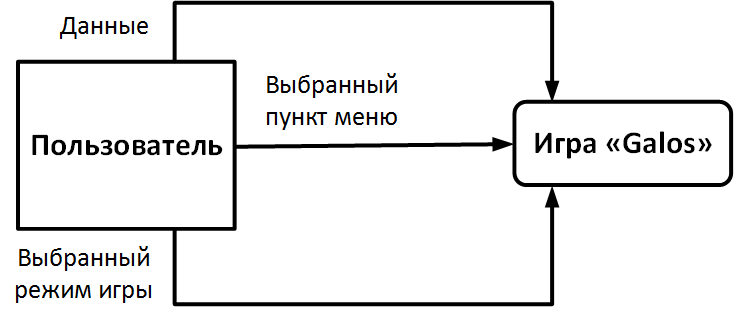 Данные
Выбранный
пункт меню
Пользователь
Игра «Galos»
Выбранный
режим игры